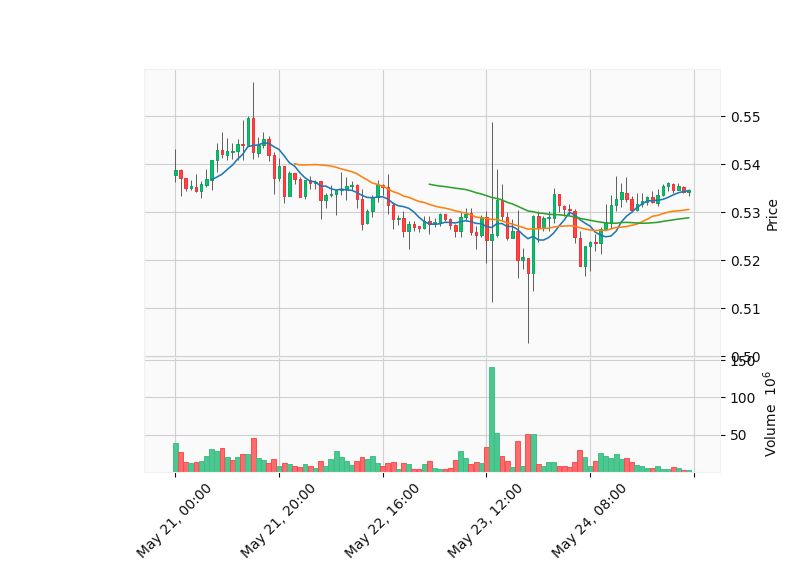 0.55
0.54
0.53
0.52
0.51
0.50
Price
150
100
50
Volume 10^6
May 21, 00:00
May 21, 20:00
May 22, 16:00
May 23, 12:00
May 24, 08:00